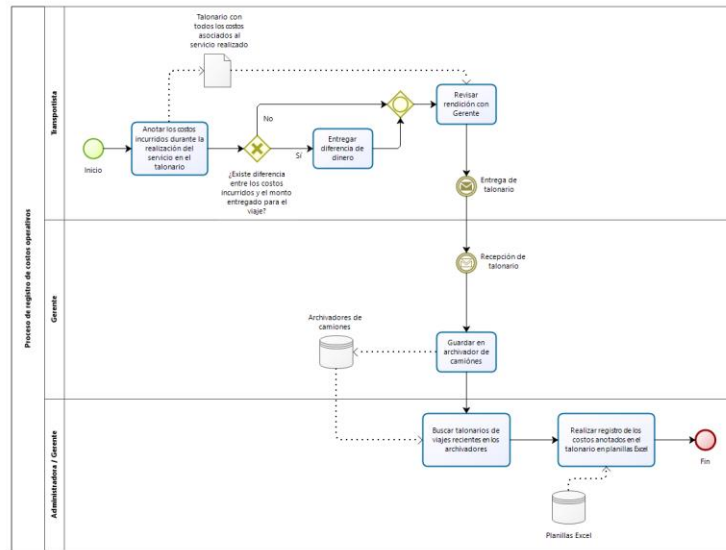 Proceso de registro de costos operativos
Transportista
Talonario con
todos los costos
asociados al
servicio realizado
Inicio
Anotar los costos
incurridos durante la
realización del
servicio en el
talonario
No
Sí
¿Existe diferencia
entre los costos
incurridos y el monto
entregado para el
viaje?
Entregar
diferencia de
dinero
Revisar
rendición con
Gerente
Entrega de
talonario
Gerente
Recepción de
talonario
Archivadores de
camiones
Guardar en
archivador de
camiónes
Administradora / Gerente
Buscar talonarios de
viajes recientes en los
archivadores
Realizar registro de los
costos anotados en el
talonario en planillas Excel
Fin
Planillas Excel